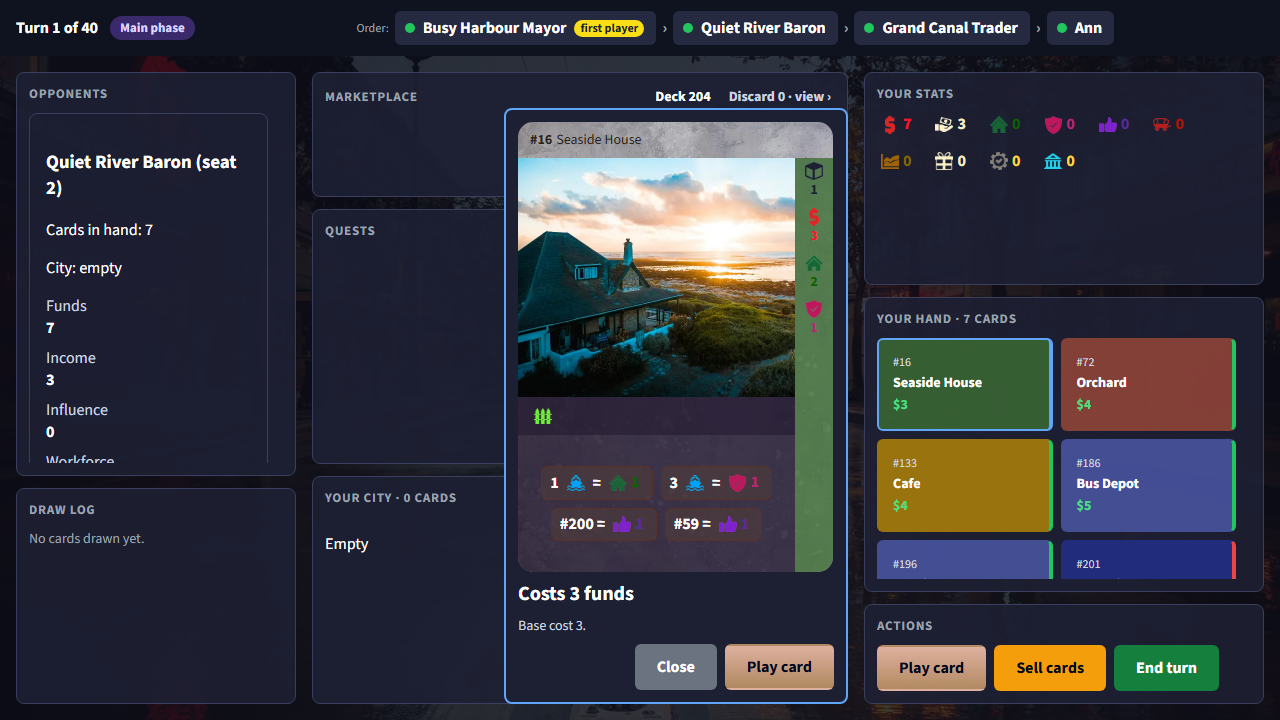 Turn 1 of 40
Main phase
Order:
Busy Harbour Mayor
first player
›
Quiet River Baron
›
Grand Canal Trader
›
Ann
OPPONENTS
Quiet River Baron (seat
2)
Cards in hand: 7
City: empty
Funds
7
Income
3
Influence
0
Workforce
DRAW LOG
No cards drawn yet.
MARKETPLACE
Deck 204
Discard 0 · view ›
QUESTS
YOUR CITY · 0 CARDS
Empty
#16 Seaside House
1
3
2
1
1 =
3 = 1
#200 = 1
#59 = 1
Costs 3 funds
Base cost 3.
Close
Play card
YOUR STATS
7
3
0
0
0
0
0
0
0
0
YOUR HAND · 7 CARDS
#16
Seaside House
$3
#72
Orchard
$4
#133
Cafe
$4
#186
Bus Depot
$5
#196
#201
ACTIONS
Play card
Sell cards
End turn